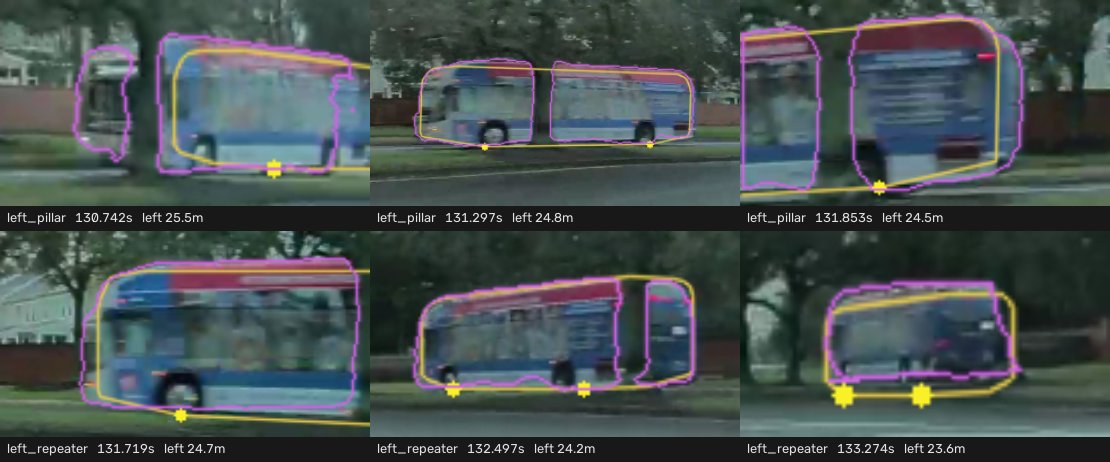 left_pillar 130.742s left 25.5m
left_pillar 131.297s left 24.8m
left_pillar 131.853s left 24.5m
left_repeater 131.719s left 24.7m
left_repeater 132.497s left 24.2m
left_repeater 133.274s left 23.6m